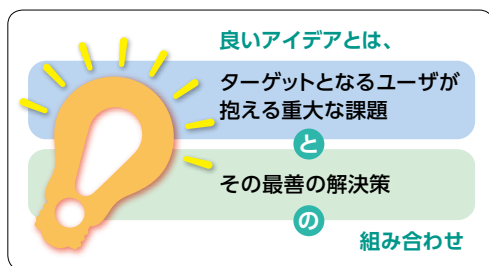 良いアイデアとは、
ターゲットとなるユーザが
抱える重大な課題
と
その最善の解決策
の
組み合わせ